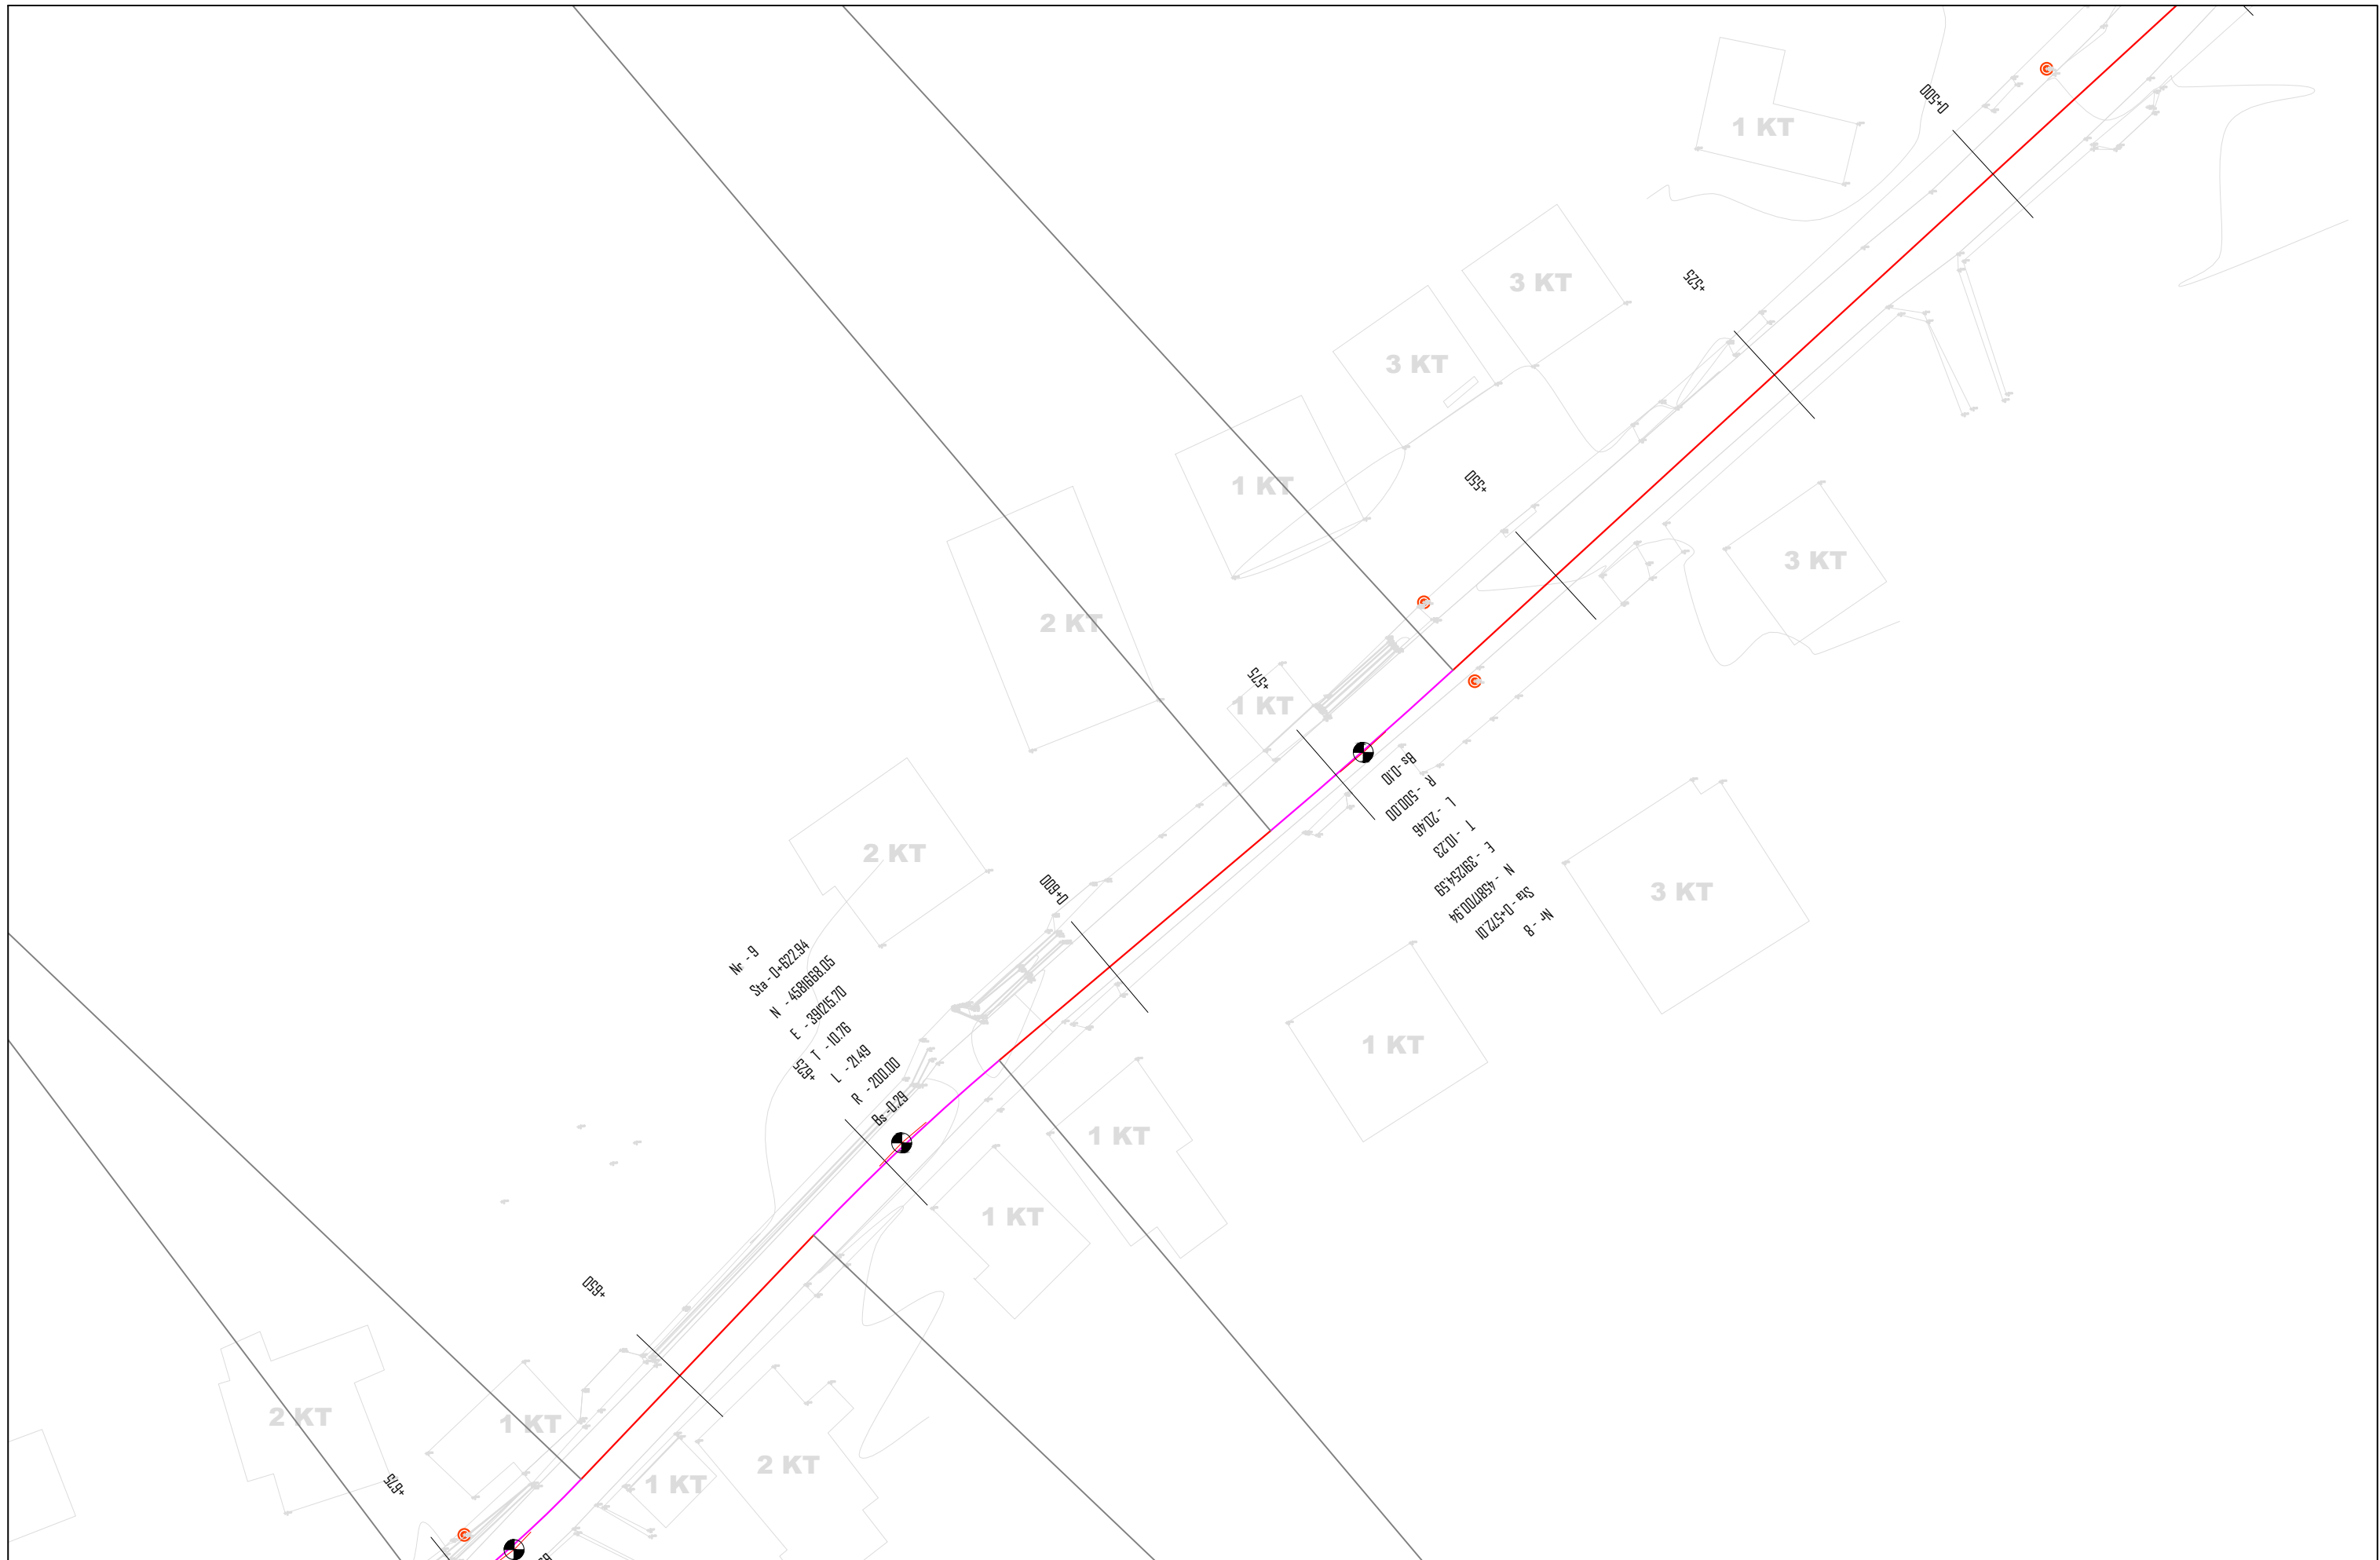 1 KT
0+500
3 KT
+525
3 KT
1 KT
+550
3 KT
2 KT
+575
1 KT
Bs -0.10
R - 500.00
L - 20.46
T - 10.23
E - 391254.59
N - 4581700.94
Sta - 0+572.01
Nr - 8
2 KT
0+600
3 KT
Nr - 9
Sta - 0+622.94
N - 4581668.05
E - 391215.70
T - 10.76
L - 21.49
R - 200.00
Bs -0.29
+625
1 KT
1 KT
1 KT
+650
2 KT
1 KT
2 KT
1 KT
+675